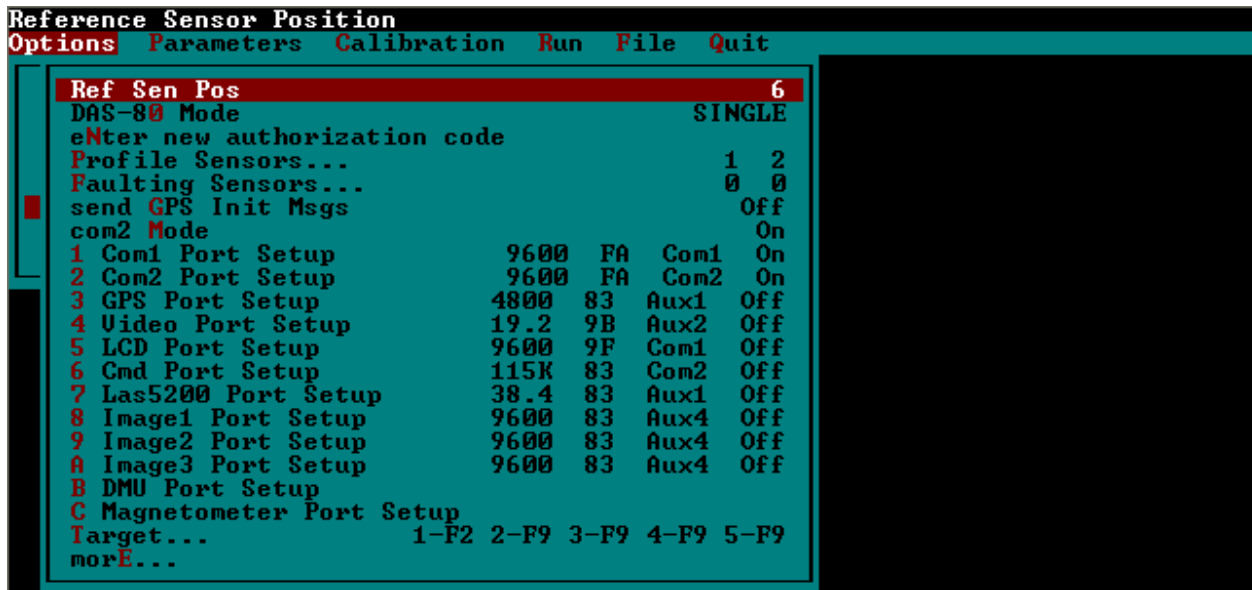 Reference Sensor Position
Options Parameters Calibration Run File Quit
Ref Sen Pos 6
DAS-80 Mode SINGLE
eNter new authorization code
Profile Sensors... 1 2
Faulting Sensors... 0 0
send GPS Init Msgs Off
com2 Mode On
1 Com1 Port Setup 9600 FA Com1 On
2 Com2 Port Setup 9600 FA Com2 On
3 GPS Port Setup 4800 83 Aux1 Off
4 Video Port Setup 19.2 9B Aux2 Off
5 LCD Port Setup 9600 9F Com1 Off
6 Cmd Port Setup 115K 83 Com2 Off
7 Las5200 Port Setup 38.4 83 Aux1 Off
8 Image1 Port Setup 9600 83 Aux4 Off
9 Image2 Port Setup 9600 83 Aux4 Off
A Image3 Port Setup 9600 83 Aux4 Off
B DMU Port Setup
C Magnetometer Port Setup
Target... 1-F2 2-F9 3-F9 4-F9 5-F9
morE...